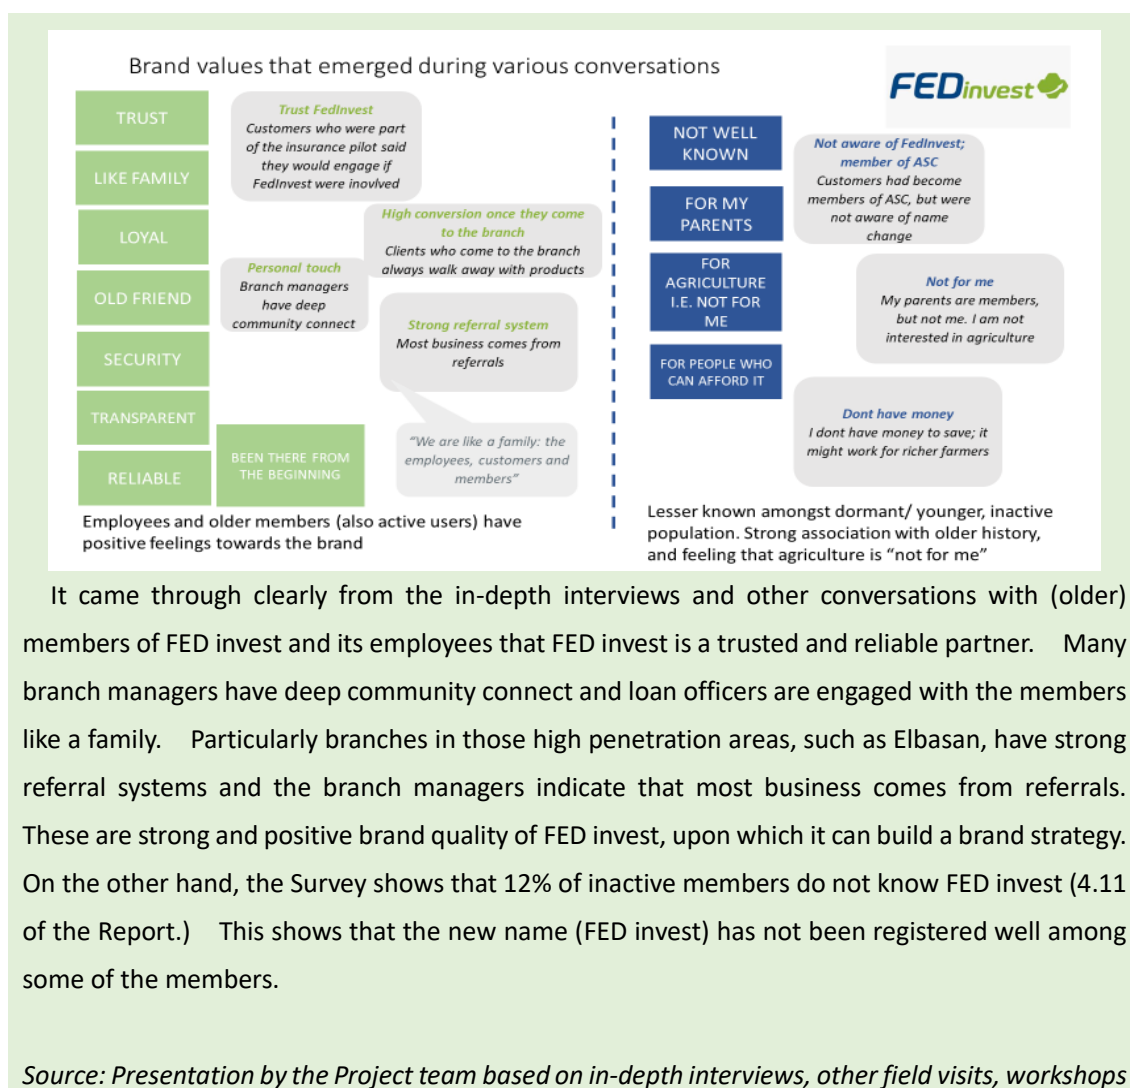 Brand values that emerged during various conversations
FEDinvest
TRUST
LIKE FAMILY
LOYAL
OLD FRIEND
SECURITY
TRANSPARENT
RELIABLE
BEEN THERE FROM
THE BEGINNING
Trust FedInvest
Customers who were part
of the insurance pilot said
they would engage if
FedInvest were inovlved
High conversion once they come
to the branch
Clients who come to the branch
always walk away with products
Personal touch
Branch managers
have deep
community connect
Strong referral system
Most business comes from
referrals
"We are like a family: the
employees, customers and
members"
Employees and older members (also active users) have
positive feelings towards the brand
NOT WELL
KNOWN
FOR MY
PARENTS
FOR
AGRICULTURE
I.E. NOT FOR
ME
FOR PEOPLE WHO
CAN AFFORD IT
Not aware of FedInvest;
member of ASC
Customers had become
members of ASC, but were
not aware of name
change
Not for me
My parents are members,
but not me. I am not
interested in agriculture
Dont have money
I dont have money to save; it
might work for richer farmers
Lesser known amongst dormant/ younger, inactive
population. Strong association with older history,
and feeling that agriculture is "not for me"
It came through clearly from the in-depth interviews and other conversations with (older)
members of FED invest and its employees that FED invest is a trusted and reliable partner. Many
branch managers have deep community connect and loan officers are engaged with the members
like a family. Particularly branches in those high penetration areas, such as Elbasan, have strong
referral systems and the branch managers indicate that most business comes from referrals.
These are strong and positive brand quality of FED invest, upon which it can build a brand strategy.
On the other hand, the Survey shows that 12% of inactive members do not know FED invest (4.11
of the Report.) This shows that the new name (FED invest) has not been registered well among
some of the members.
Source: Presentation by the Project team based on in-depth interviews, other field visits, workshops